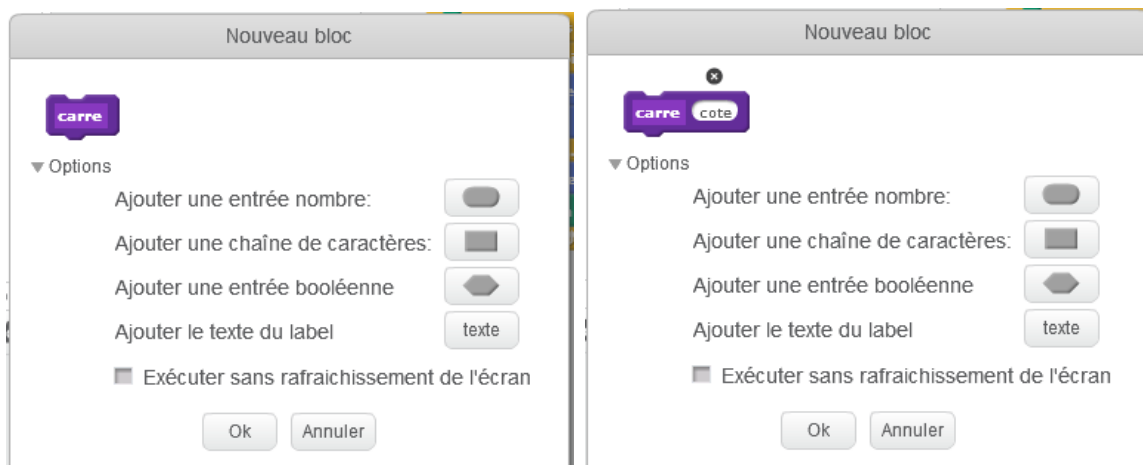 Nouveau bloc
carre
Options
Ajouter une entrée nombre:
Ajouter une chaîne de caractères:
Ajouter une entrée booléenne
Ajouter le texte du label texte
Exécuter sans rafraichissement de l'écran
Ok Annuler
Nouveau bloc
carre cote
Options
Ajouter une entrée nombre:
Ajouter une chaîne de caractères:
Ajouter une entrée booléenne
Ajouter le texte du label texte
Exécuter sans rafraichissement de l'écran
Ok Annuler